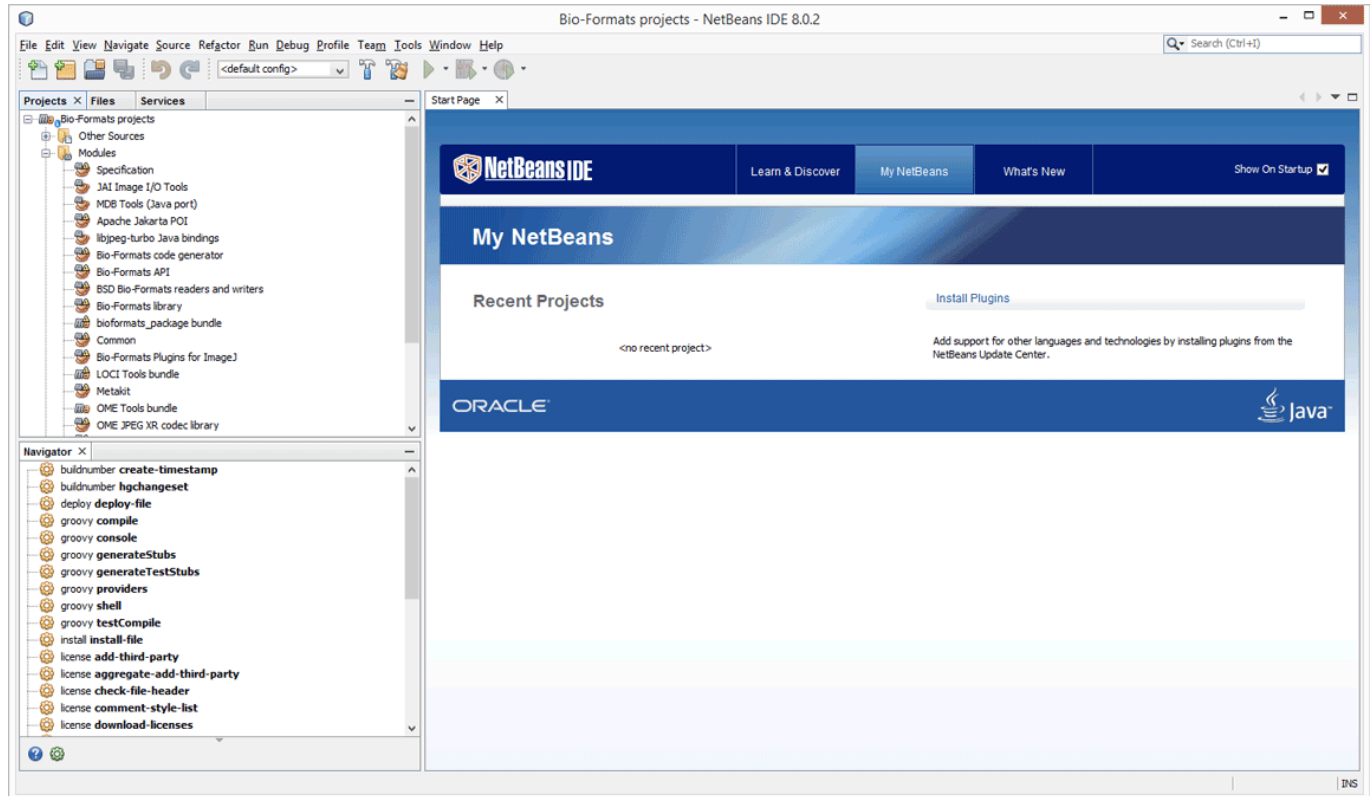 Bio-Formats projects - NetBeans IDE 8.0.2
File Edit View Navigate Source Refactor Run Debug Profile Team Tools Window Help
Search (Ctrl+I)
<default config>
Projects Files Services
Bio-Formats projects
Other Sources
Modules
Specification
JAI Image I/O Tools
MDB Tools (Java port)
Apache Jakarta POI
libjpeg-turbo Java bindings
Bio-Formats code generator
Bio-Formats API
BSD Bio-Formats readers and writers
Bio-Formats library
bioformats_package bundle
Common
Bio-Formats Plugins for ImageJ
LOCI Tools bundle
Metakit
OME Tools bundle
OME JPEG XR codec library
Navigator
buildnumber create-timestamp
buildnumber hgchangeset
deploy deploy-file
groovy compile
groovy console
groovy generateStubs
groovy generateTestStubs
groovy providers
groovy shell
groovy testCompile
install install-file
license add-third-party
license aggregate-add-third-party
license check-file-header
license comment-style-list
license download-licenses
Start Page
NetBeans IDE
Learn & Discover
My NetBeans
What's New
Show On Startup
My NetBeans
Recent Projects
<no recent project>
Install Plugins
Add support for other languages and technologies by installing plugins from the
NetBeans Update Center.
ORACLE
Java
INS